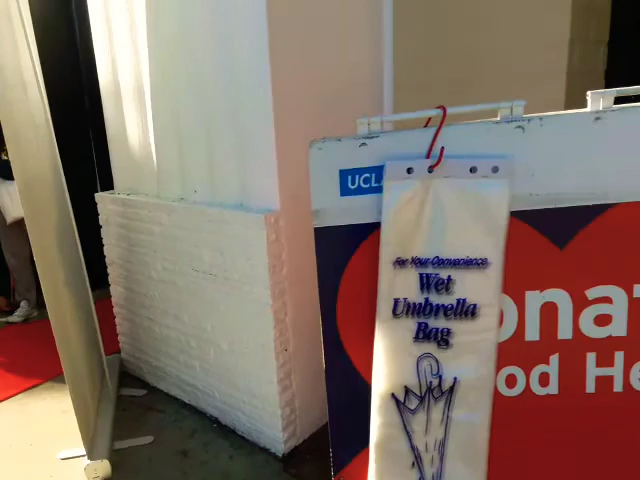 UCL
For Your Convenience
Wet
Umbrella
Bag
onat
od He